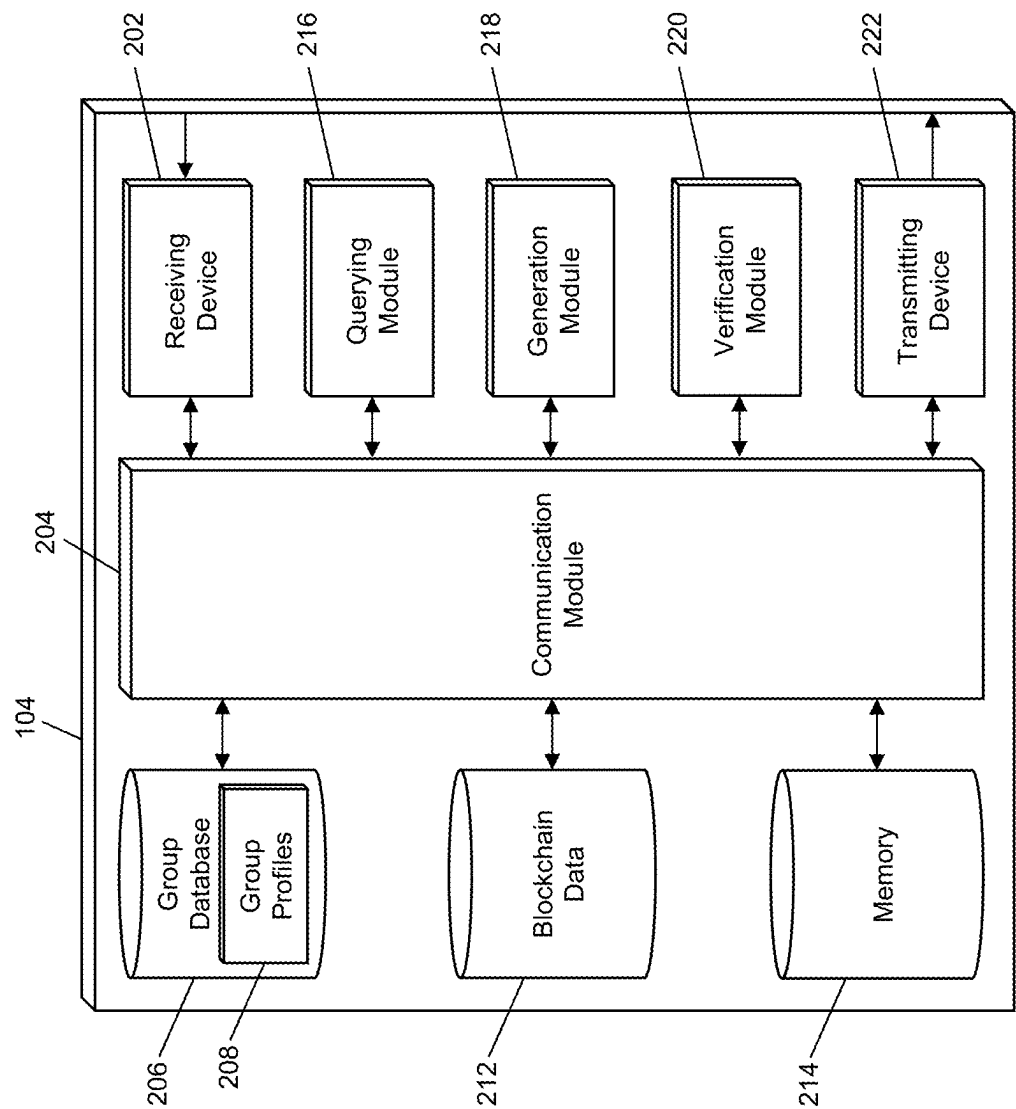 104
204
202
216
218
220
222
206
208
212
214
Group
Database
Group
Profiles
Blockchain
Data
Memory
Communication
Module
Receiving
Device
Querying
Module
Generation
Module
Verification
Module
Transmitting
Device